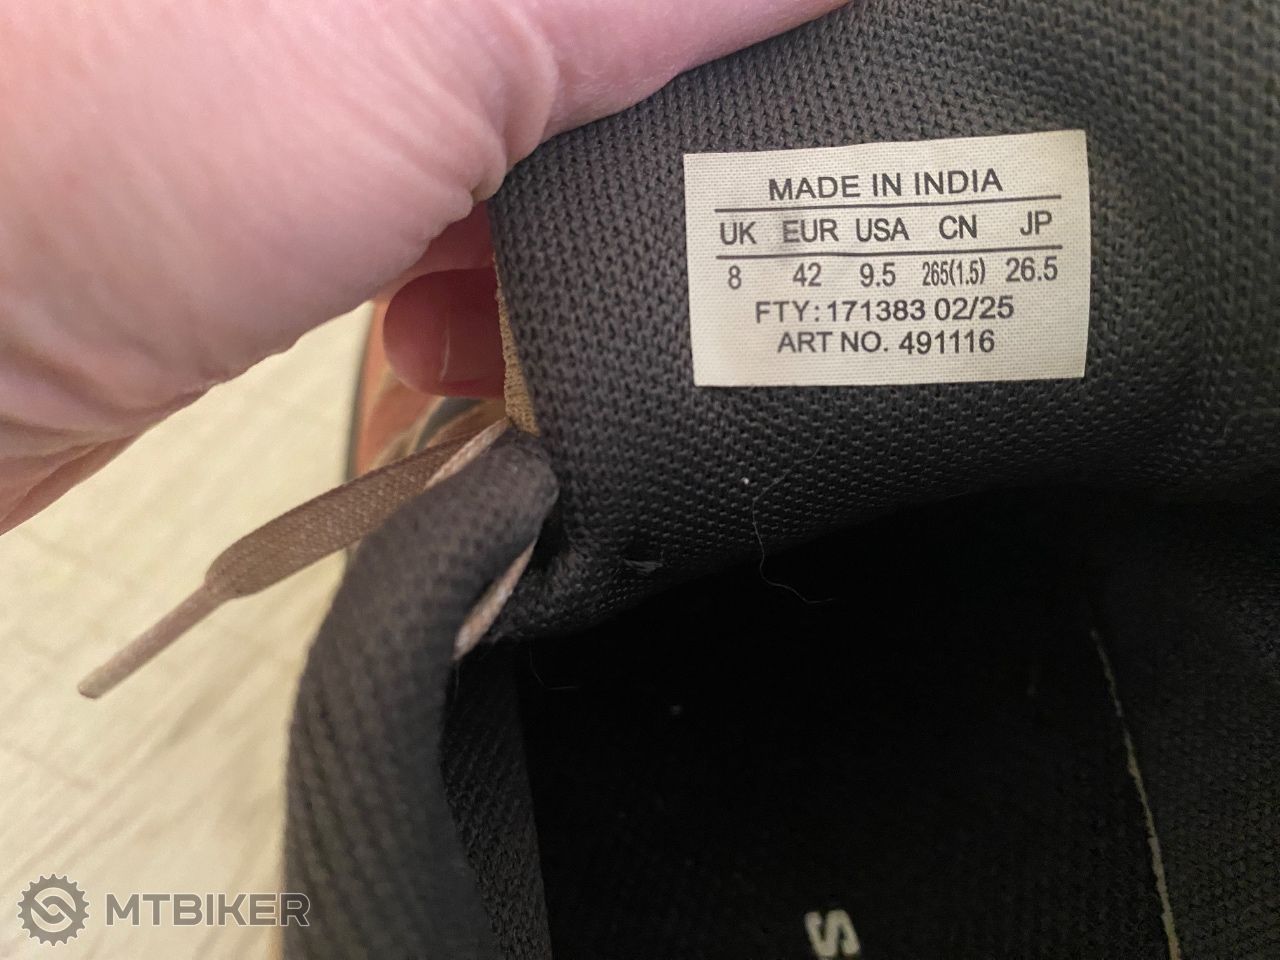 MADE IN INDIA
UK EUR USA CN JP
8 42 9.5 265(1.5) 26.5
FTY: 171383 02/25
ART NO. 491116
S
MTBIKER